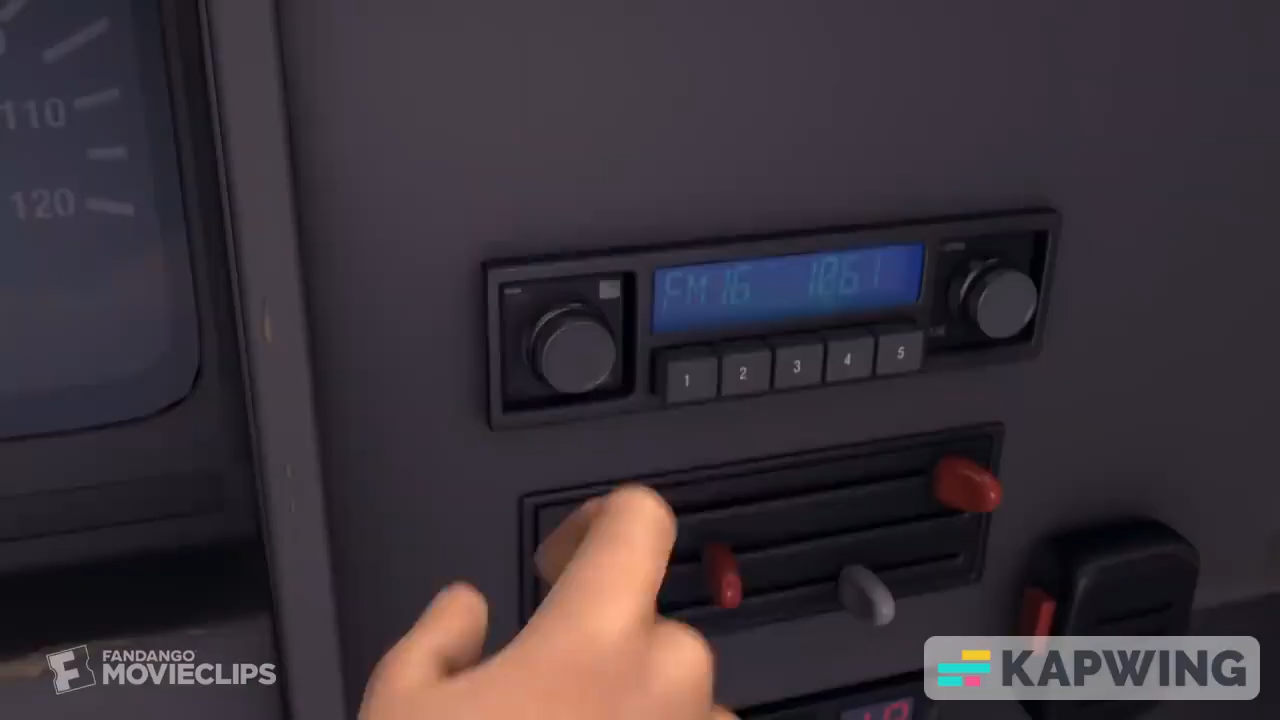 110
120
FM 16 106.1
1 2 3 4 5
FANDANGO
MOVIECLIPS
KAPWING